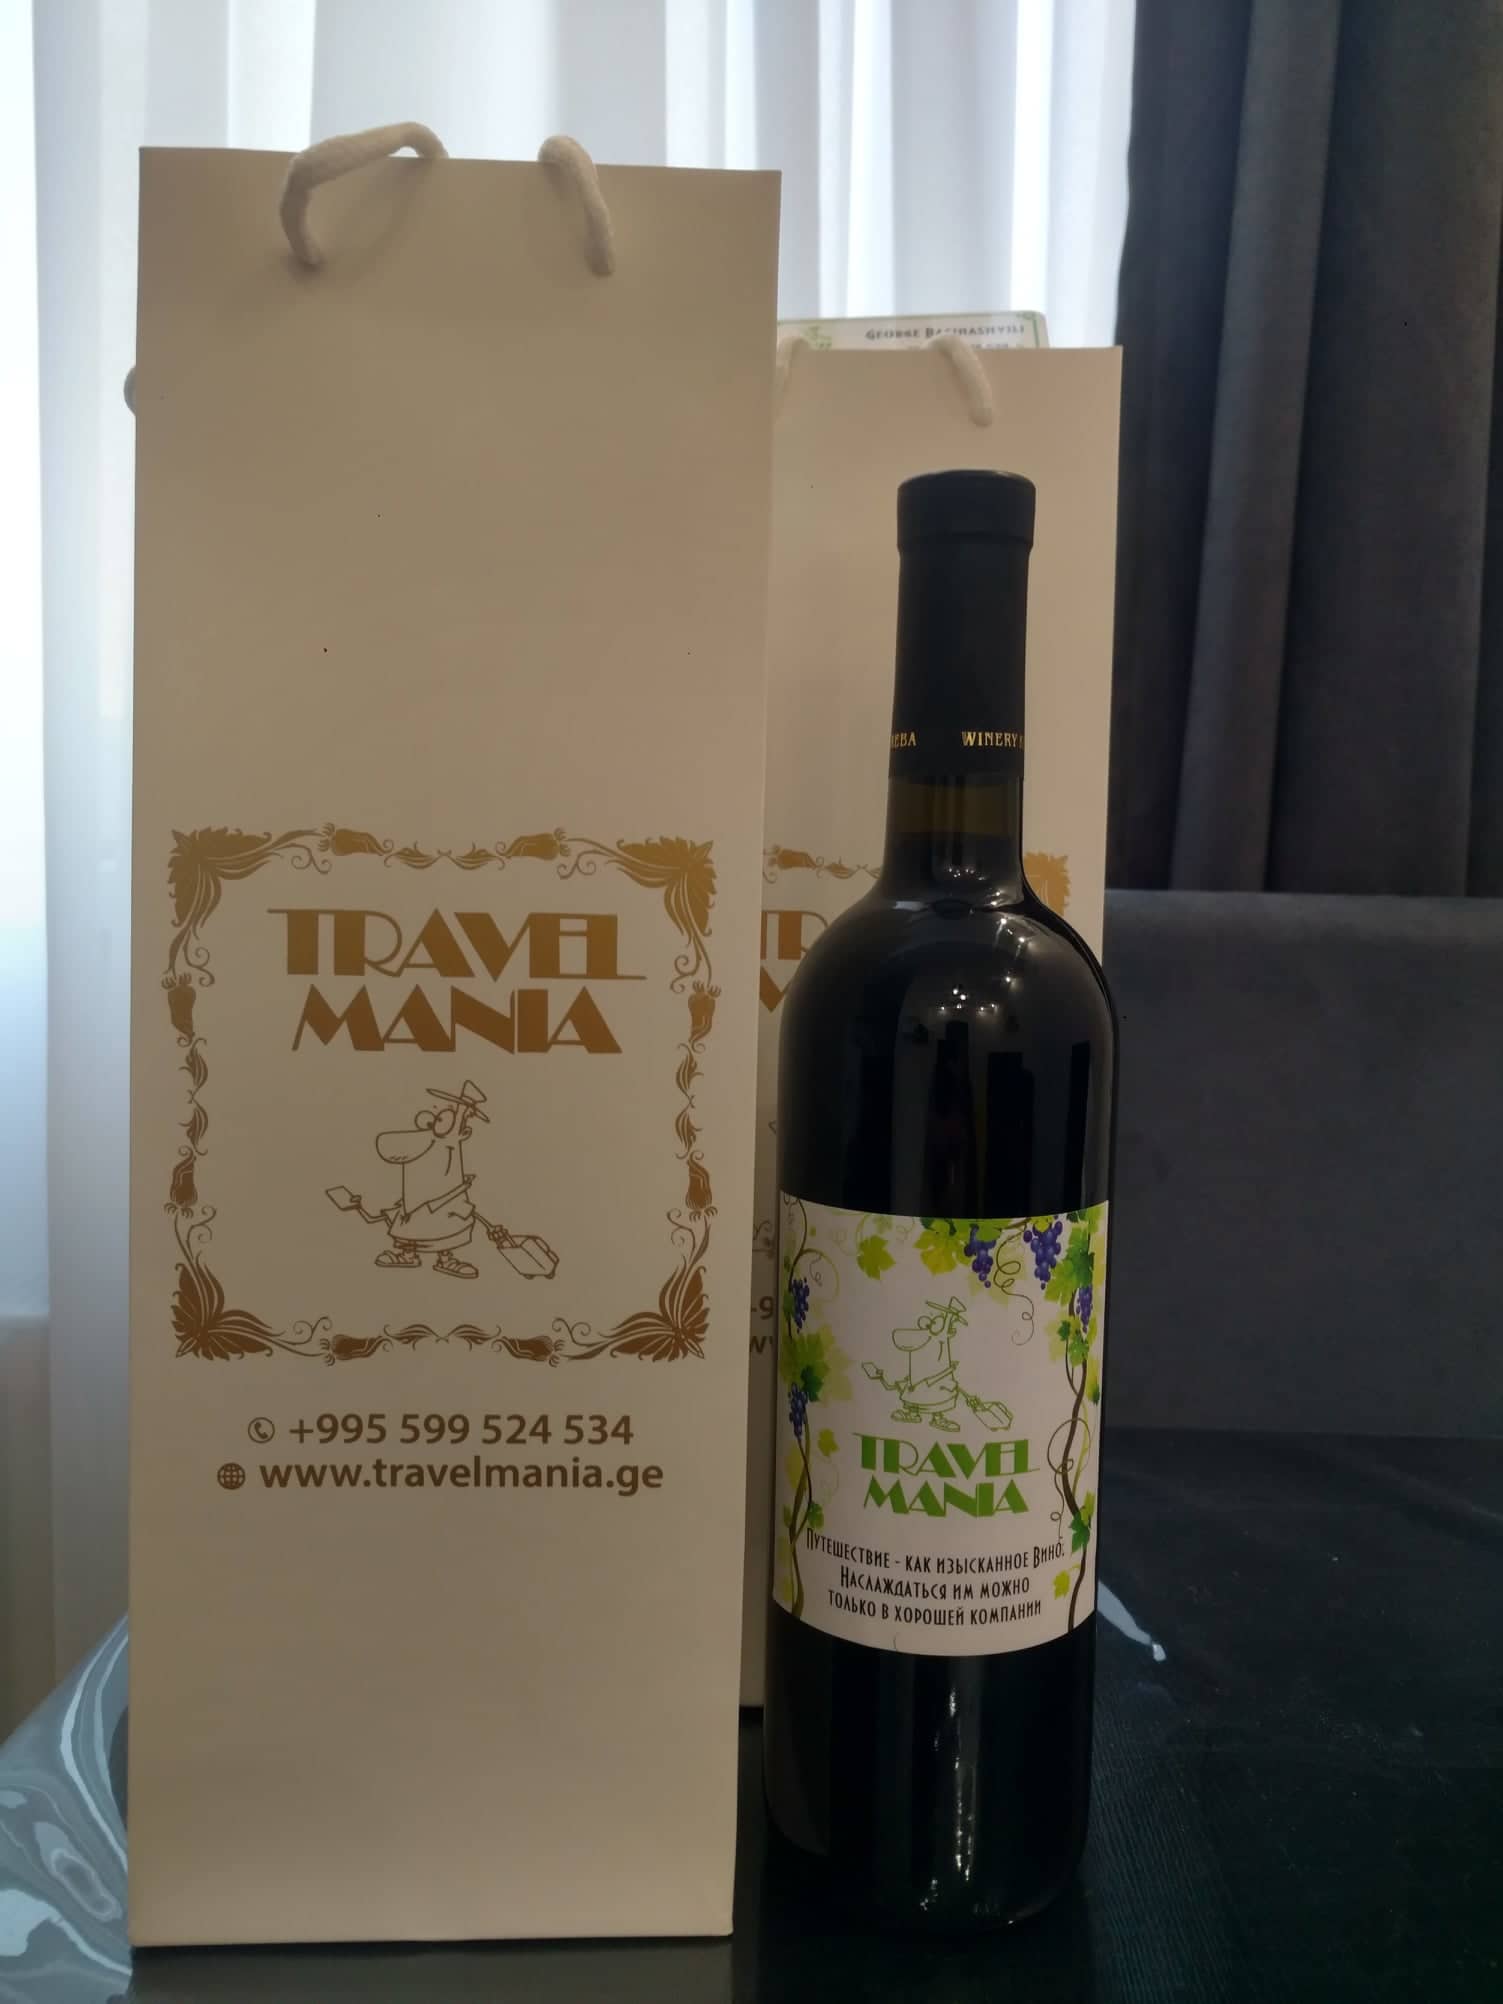 TRAVEL
MANIA
+995 599 524 534
www.travelmania.ge
GEORGE
WINERY
TRAVEL
MANIA
Путешествие - как изысканное Вино.
Наслаждаться им можно
только в хорошей компании